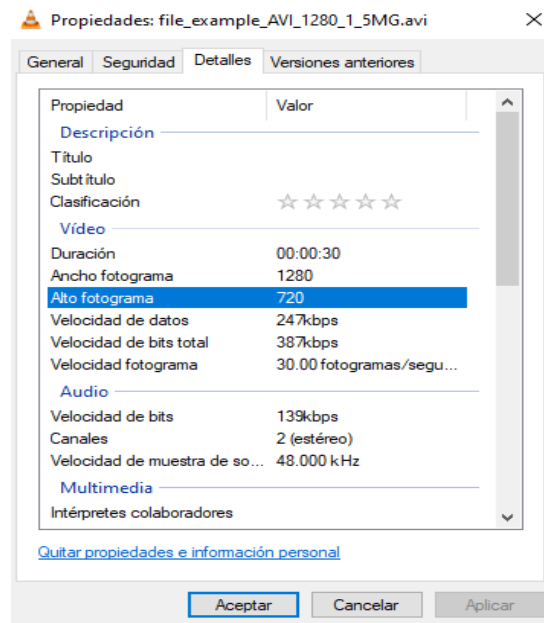 Propiedades: file_example_AVI_1280_1_5MG.avi
General Seguridad Detalles Versiones anteriores
Propiedad Valor
Descripción
Título
Subtítulo
Clasificación
Vídeo
Duración 00:00:30
Ancho fotograma 1280
Alto fotograma 720
Velocidad de datos 247kbps
Velocidad de bits total 387kbps
Velocidad fotograma 30.00 fotogramas/segu...
Audio
Velocidad de bits 139kbps
Canales 2 (estéreo)
Velocidad de muestra de so... 48.000 kHz
Multimedia
Intérpretes colaboradores
Quitar propiedades e información personal
Aceptar Cancelar Aplicar